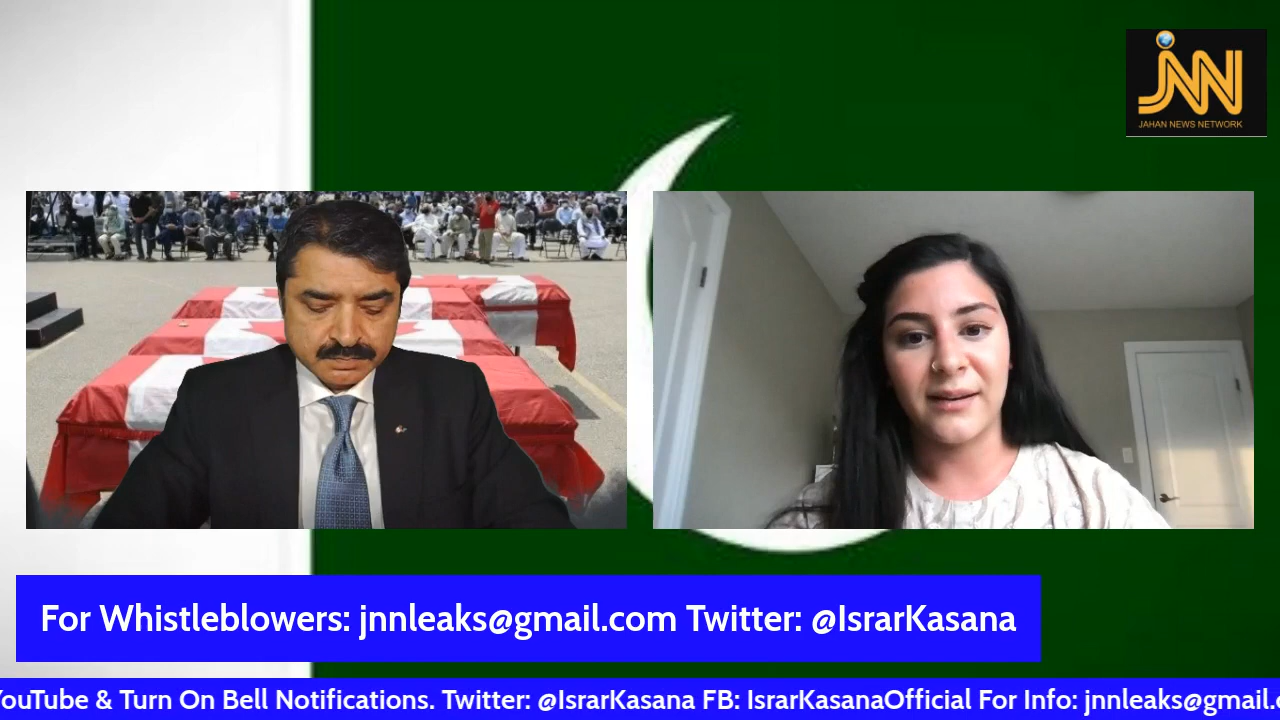 JNN
JAHAN NEWS NETWORK
For Whistleblowers: jnnleaks@gmail.com Twitter: @IsrarKasana
YouTube & Turn On Bell Notifications. Twitter: @IsrarKasana FB: IsrarKasanaOfficial For Info: jnnleaks@gmail.